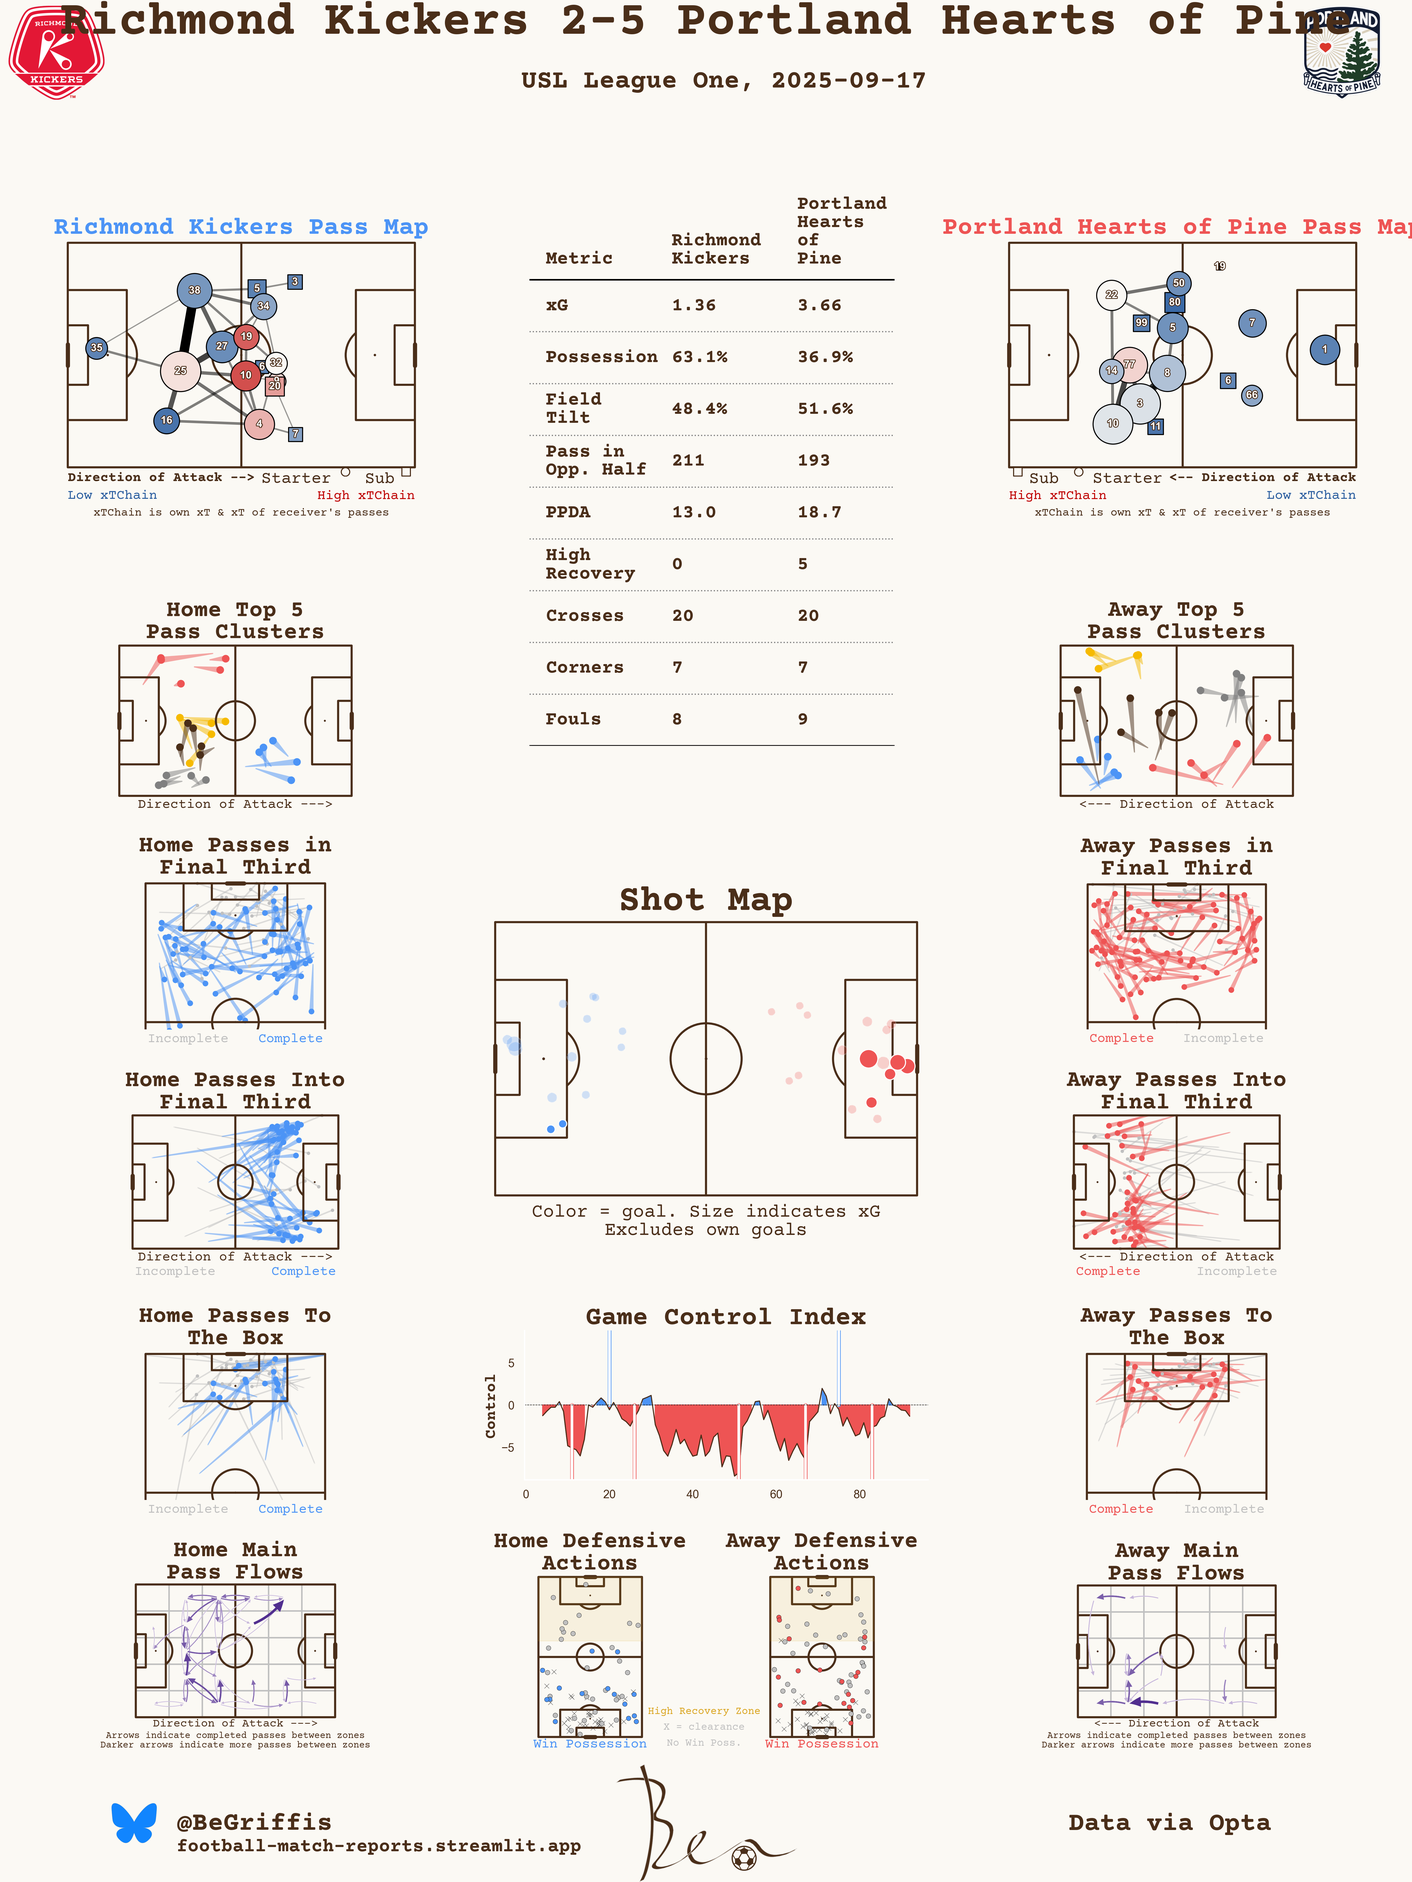 Richmond Kickers 2-5 Portland Hearts of Pine
RICHMOND
KICKERS
PORTLAND
HEARTS OF PINE
USL League One, 2025-09-17
Richmond Kickers Pass Map
38
5
3
34
19
35
27
32
6
25
10
20
16
4
7
Direction of Attack --> Starter Sub
Low xTChain High xTChain
xTChain is own xT & xT of receiver's passes
Metric Richmond Kickers Portland Hearts of Pine
xG 1.36 3.66
Possession 63.1% 36.9%
Field Tilt 48.4% 51.6%
Pass in Opp. Half 211 193
PPDA 13.0 18.7
High Recovery 0 5
Crosses 20 20
Corners 7 7
Fouls 8 9
Portland Hearts of Pine Pass Map
19
50
22
80
99
5
7
1
77
14
8
6
66
3
10
11
Sub Starter <-- Direction of Attack
High xTChain Low xTChain
xTChain is own xT & xT of receiver's passes
Home Top 5
Pass Clusters
Direction of Attack --->
Away Top 5
Pass Clusters
<--- Direction of Attack
Home Passes in
Final Third
Incomplete Complete
Away Passes in
Final Third
Complete Incomplete
Shot Map
Color = goal. Size indicates xG
Excludes own goals
Home Passes Into
Final Third
Direction of Attack --->
Incomplete Complete
Away Passes Into
Final Third
<--- Direction of Attack
Complete Incomplete
Home Passes To
The Box
Incomplete Complete
Game Control Index
Control
5
0
−5
0 20 40 60 80
Away Passes To
The Box
Complete Incomplete
Home Main
Pass Flows
Direction of Attack --->
Arrows indicate completed passes between zones
Darker arrows indicate more passes between zones
Home Defensive
Actions
Win Possession
High Recovery Zone
X = clearance
No Win Poss.
Away Defensive
Actions
Win Possession
Away Main
Pass Flows
<--- Direction of Attack
Arrows indicate completed passes between zones
Darker arrows indicate more passes between zones
@BeGriffis
football-match-reports.streamlit.app
Ben
Data via Opta